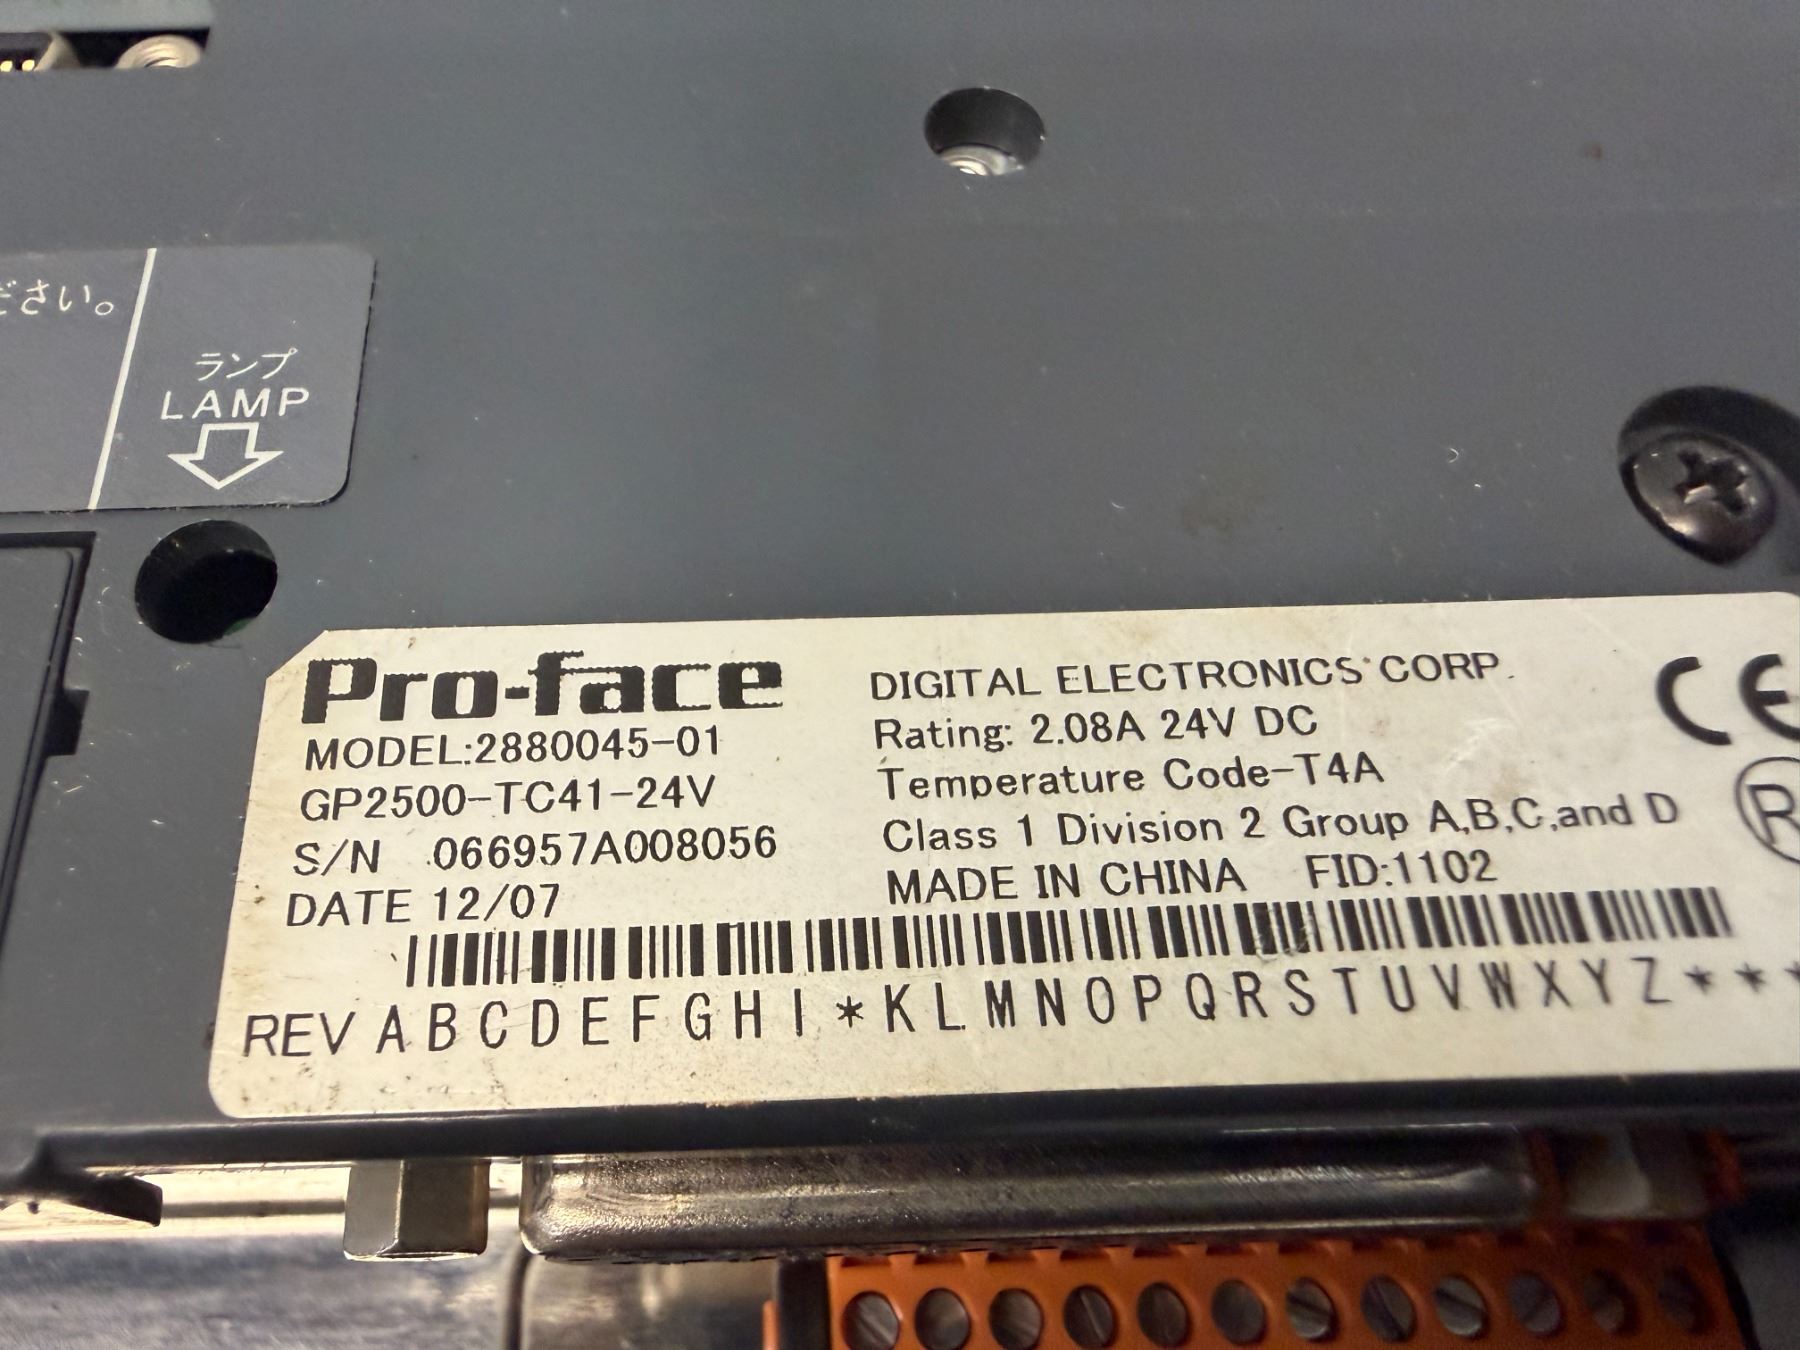 ださい。
ランプ
LAMP
Pro-face
MODEL:2880045-01
GP2500-TC41-24V
S/N 066957A008056
DATE 12/07
DIGITAL ELECTRONICS CORP.
Rating: 2.08A 24V DC
Temperature Code-T4A
Class 1 Division 2 Group A,B,C,and D
MADE IN CHINA FID:1102
CE
R
REV A B C D E F G H I * K L M N O P Q R S T U V W X Y Z * * *